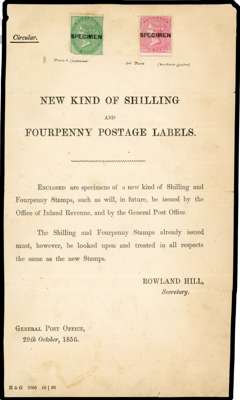 Circular.
SPECIMEN SPECIMEN
NEW KIND OF SHILLING
AND
FOURPENNY POSTAGE LABELS.
ENCLOSED are specimens of a new kind of Shilling and
Fourpenny Stamps, such as will, in future, be issued by the
Office of Inland Revenue, and by the General Post Office.
The Shilling and Fourpenny Stamps already issued
must, however, be looked upon and treated in all respects
the same as the new Stamps.
ROWLAND HILL,
Secretary.
GENERAL POST OFFICE,
29th October, 1856.